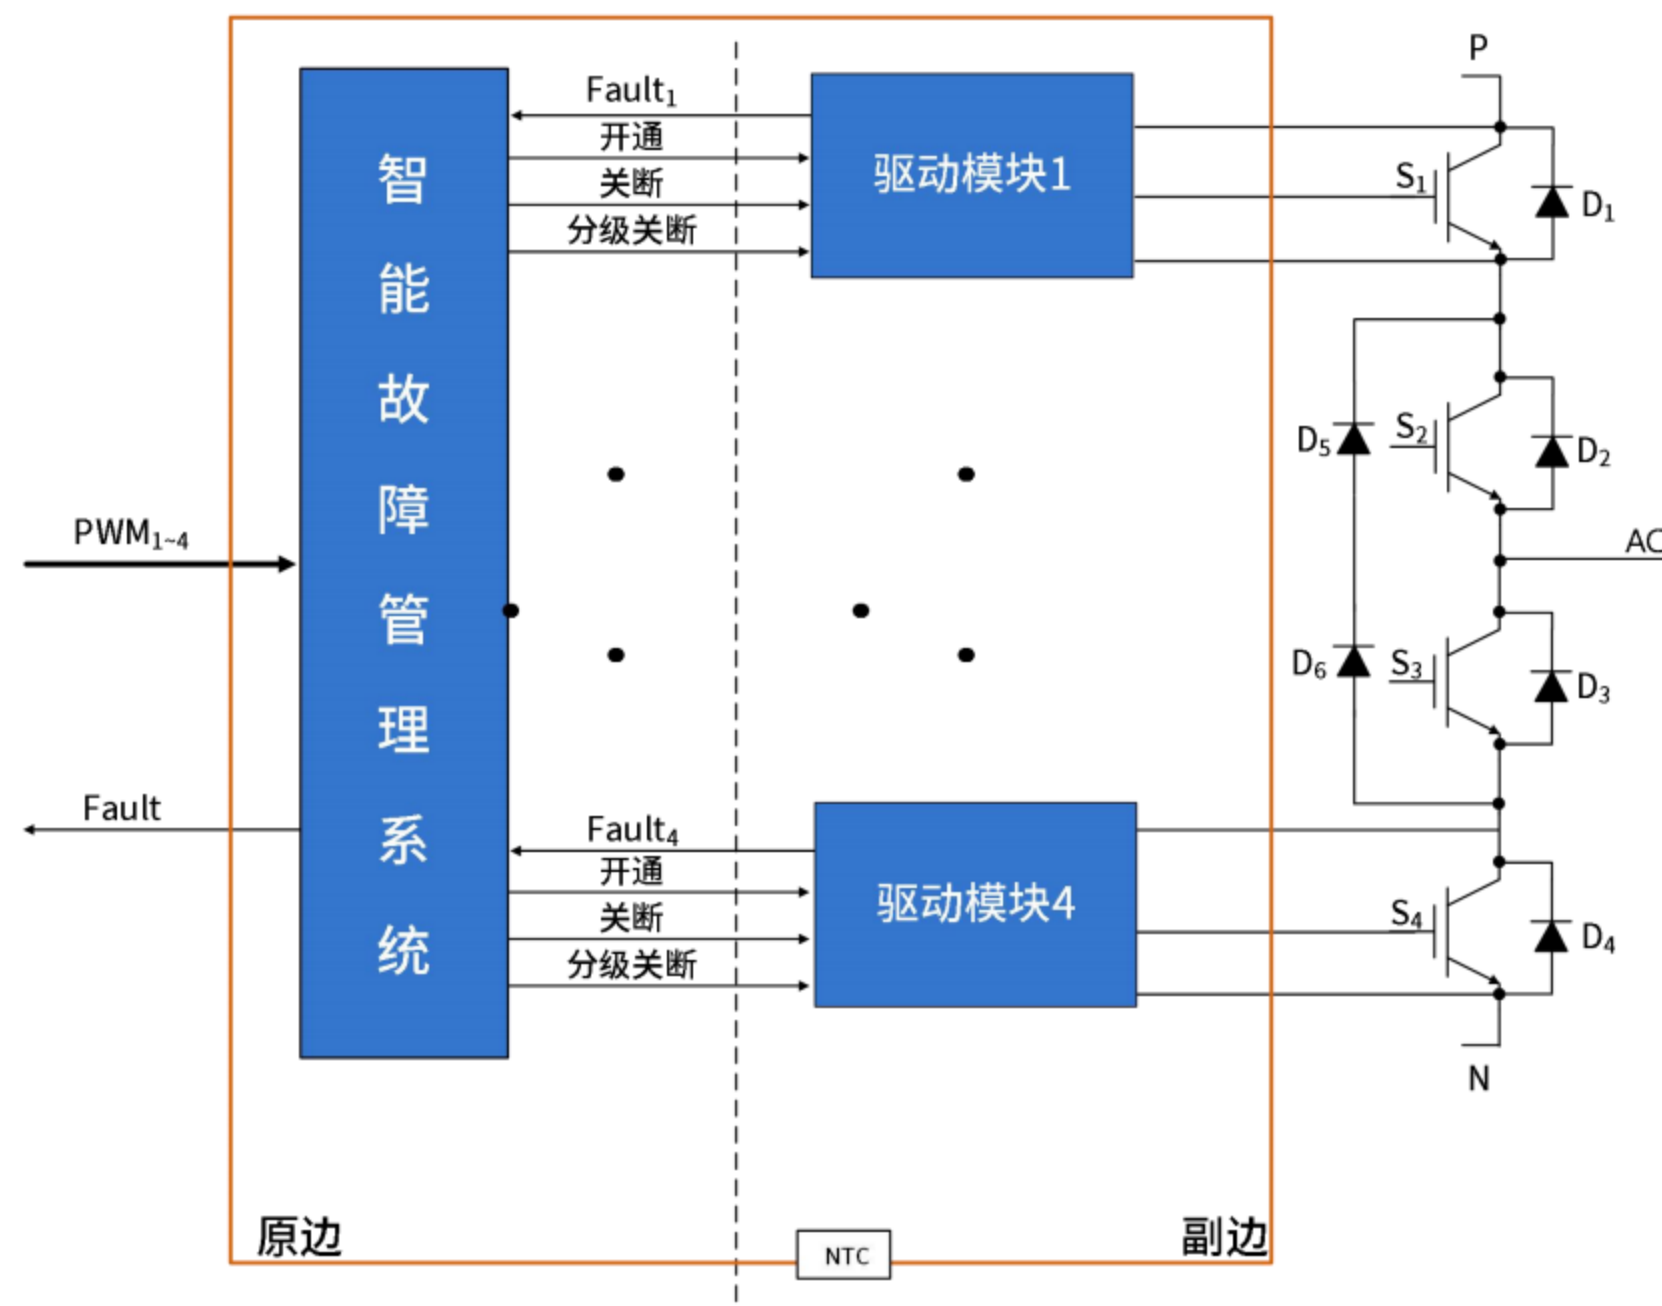 PWM₁~₄
Fault
智能故障管理系统
Fault₁
开通
关断
分级关断
Fault₄
开通
关断
分级关断
驱动模块1
驱动模块4
原边
副边
NTC
P
S₁
D₁
D₅
S₂
D₂
AC
D₆
S₃
D₃
S₄
D₄
N